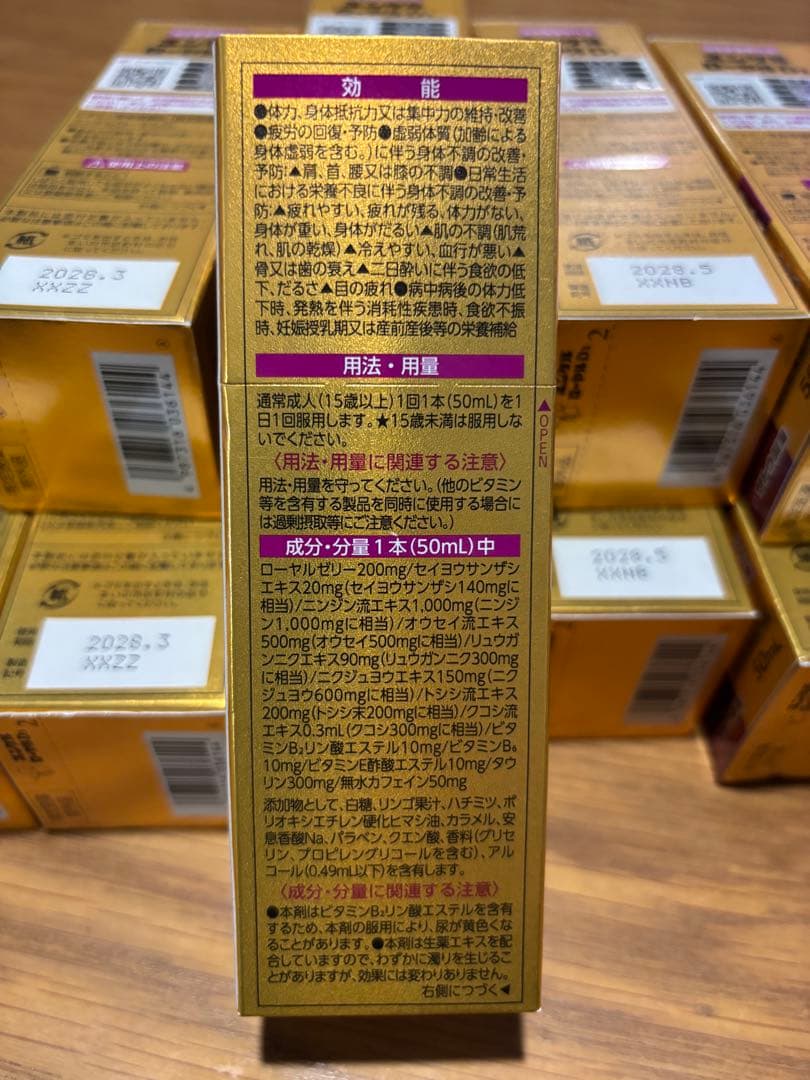 効 能
●体力、身体抵抗力又は集中力の維持・改善
●疲労の回復・予防●虚弱体質(加齢による
身体虚弱を含む。)に伴う身体不調の改善・
予防:▲肩、首、腰又は膝の不調●日常生活
における栄養不良に伴う身体不調の改善・予
防:▲疲れやすい、疲れが残る、体力がない、
身体が重い、身体がだるい▲肌の不調(肌荒
れ、肌の乾燥)▲冷えやすい、血行が悪い▲
骨又は歯の衰え▲二日酔いに伴う食欲の低
下、だるさ▲目の疲れ●病中病後の体力低
下時、発熱を伴う消耗性疾患時、食欲不振
時、妊娠授乳期又は産前産後等の栄養補給
用法・用量
通常成人(15歳以上)1回1本(50mL)を1
日1回服用します。★15歳未満は服用しな
いでください。
〈用法・用量に関連する注意〉
用法・用量を守ってください。(他のビタミン
等を含有する製品を同時に使用する場合に
は過剰摂取等にご注意ください。)
成分・分量1本(50mL)中
ローヤルゼリー200mg/セイヨウサンザシ
エキス20mg(セイヨウサンザシ140mgに
相当)/ニンジン流エキス1,000mg(ニンジ
ン1,000mgに相当)/オウセイ流エキス
500mg(オウセイ500mgに相当)/リュウガ
ンニクエキス90mg(リュウガンニク300mg
に相当)/ニクジュヨウエキス150mg(ニク
ジュヨウ600mgに相当)/トシシ流エキス
200mg(トシシ末200mgに相当)/クコシ流
エキス0.3mL(クコシ300mgに相当)/ビタ
ミンB₂リン酸エステル10mg/ビタミンB₆
10mg/ビタミンE酢酸エステル10mg/タウ
リン300mg/無水カフェイン50mg
添加物として、白糖、リンゴ果汁、ハチミツ、ポ
リオキシエチレン硬化ヒマシ油、カラメル、安
息香酸Na、パラベン、クエン酸、香料(グリセ
リン、プロピレングリコールを含む)、アル
コール(0.49mL以下)を含有します。
〈成分・分量に関連する注意〉
●本剤はビタミンB₂リン酸エステルを含有
するため、本剤の服用により、尿が黄色くな
ることがあります。●本剤は生薬エキスを配
合していますので、わずかに濁りを生じるこ
とがありますが、効果には変わりありません。
右側につづく◀
▲OPEN
2028.3
XXZZ
2028.5
XXNB
2028.3
XXZZ
2028.5
XXNB
4 987316 036144